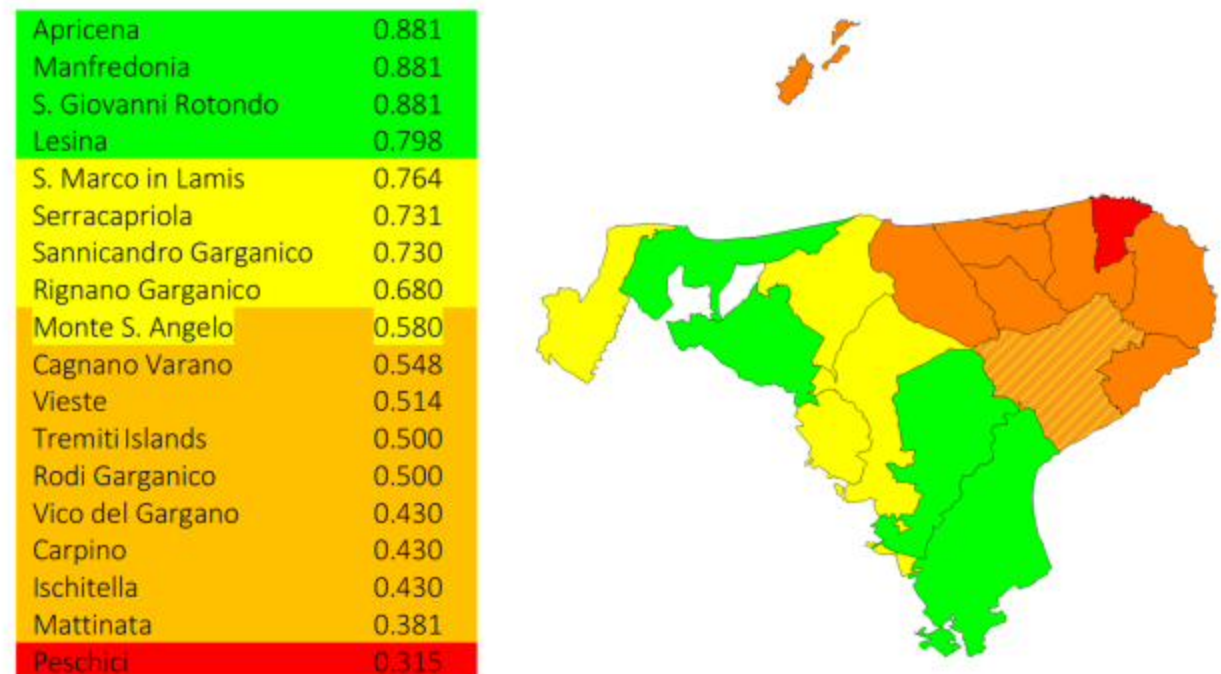 Apricena 0.881
Manfredonia 0.881
S. Giovanni Rotondo 0.881
Lesina 0.798
S. Marco in Lamis 0.764
Serracapriola 0.731
Sannicandro Garganico 0.730
Rignano Garganico 0.680
Monte S. Angelo 0.580
Cagnano Varano 0.548
Vieste 0.514
Tremiti Islands 0.500
Rodi Garganico 0.500
Vico del Gargano 0.430
Carpino 0.430
Ischitella 0.430
Mattinata 0.381
Peschici 0.315